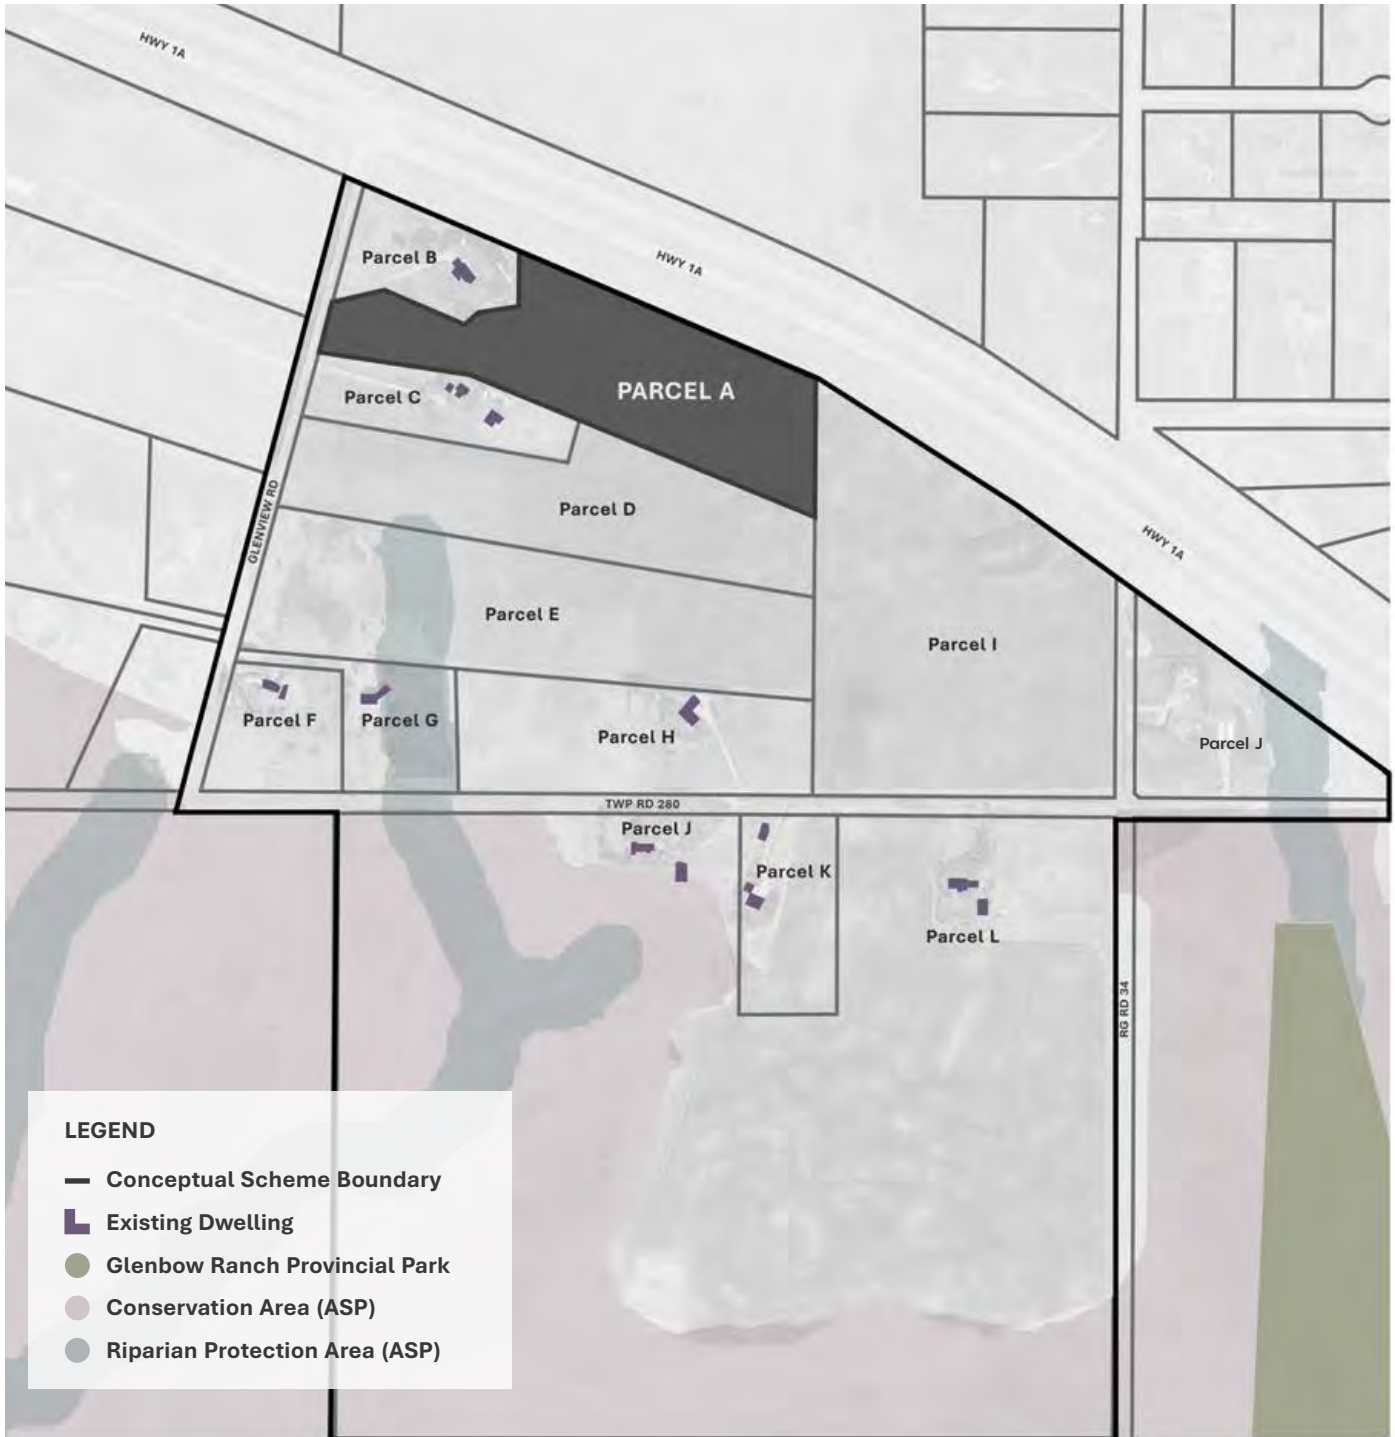 HWY 1A
Parcel B
HWY 1A
PARCEL A
Parcel C
Parcel D
GLENVIEW RD
HWY 1A
Parcel E
Parcel I
Parcel F
Parcel G
Parcel H
Parcel J
TWP RD 280
Parcel J
Parcel K
Parcel L
RG RD 34
LEGEND
Conceptual Scheme Boundary
Existing Dwelling
Glenbow Ranch Provincial Park
Conservation Area (ASP)
Riparian Protection Area (ASP)